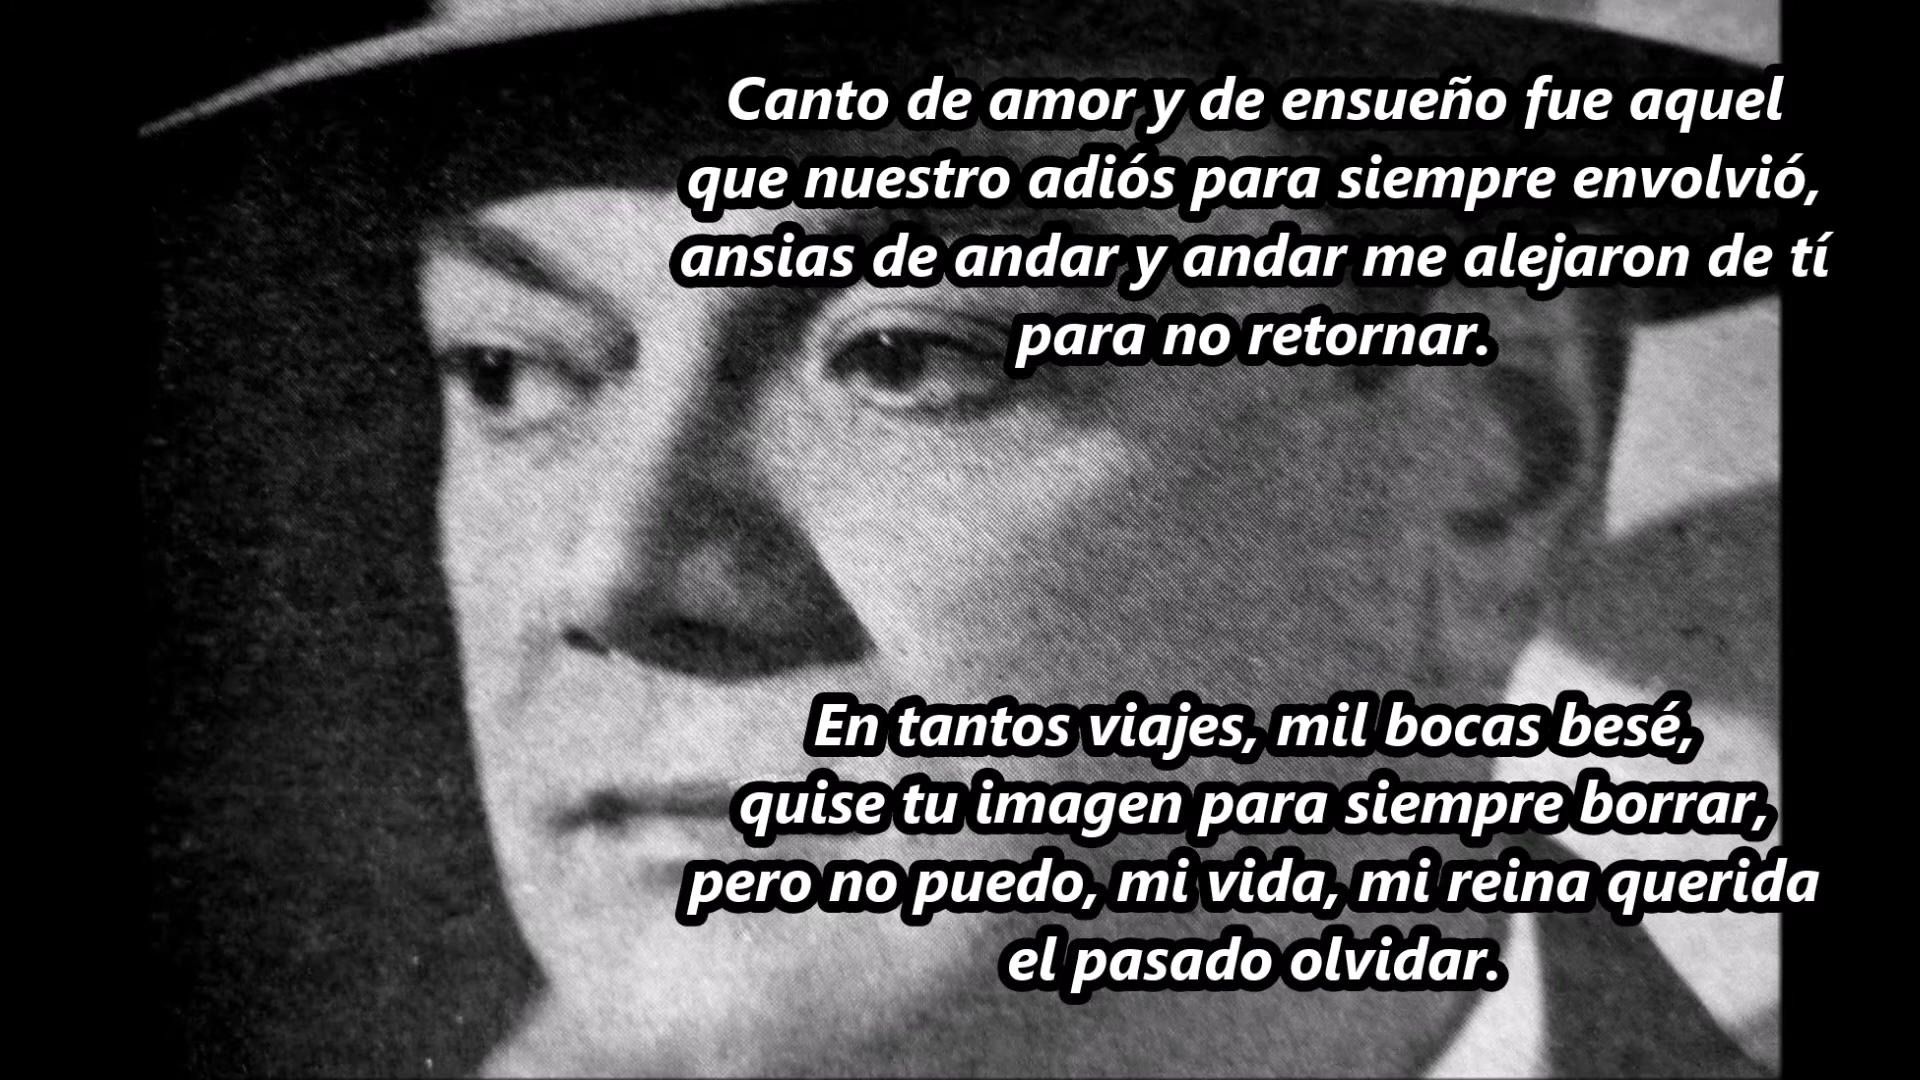 Canto de amor y de ensueño fue aquel
que nuestro adiós para siempre envolvió,
ansias de andar y andar me alejaron de tí
para no retornar.
En tantos viajes, mil bocas besé,
quise tu imagen para siempre borrar,
pero no puedo, mi vida, mi reina querida
el pasado olvidar.